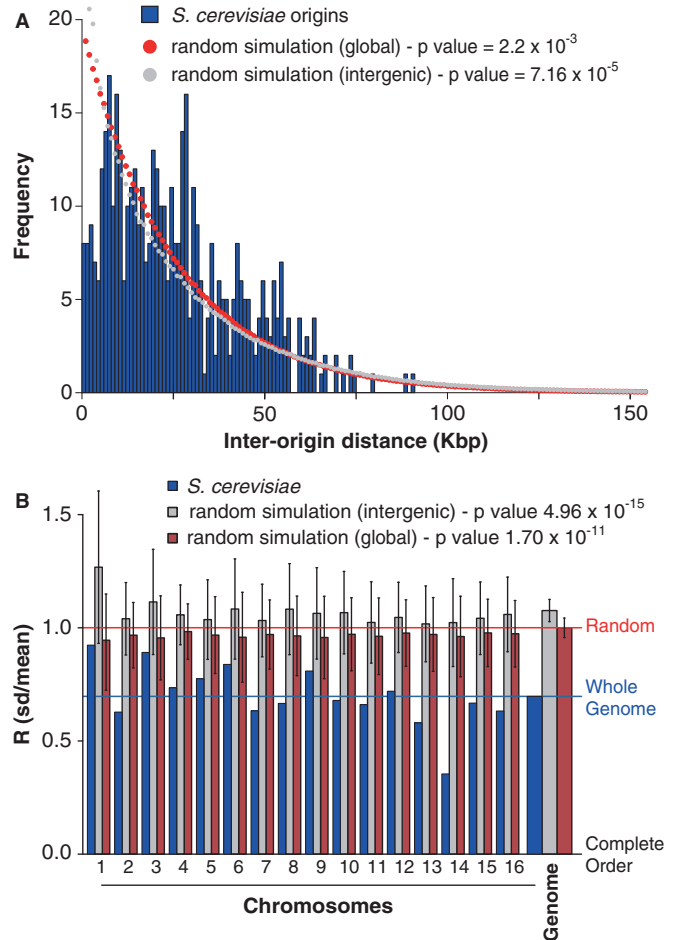 A
S. cerevisiae origins
random simulation (global) - p value = 2.2 x 10⁻³
random simulation (intergenic) - p value = 7.16 x 10⁻⁵
Frequency
20
15
10
5
0
0
50
100
150
Inter-origin distance (Kbp)
B
S. cerevisiae
random simulation (intergenic) - p value 4.96 x 10⁻¹⁵
random simulation (global) - p value 1.70 x 10⁻¹¹
R (sd/mean)
1.5
1.0
0.5
0
Random
Whole
Genome
Complete
Order
1 2 3 4 5 6 7 8 9 10 11 12 13 14 15 16
Genome
Chromosomes